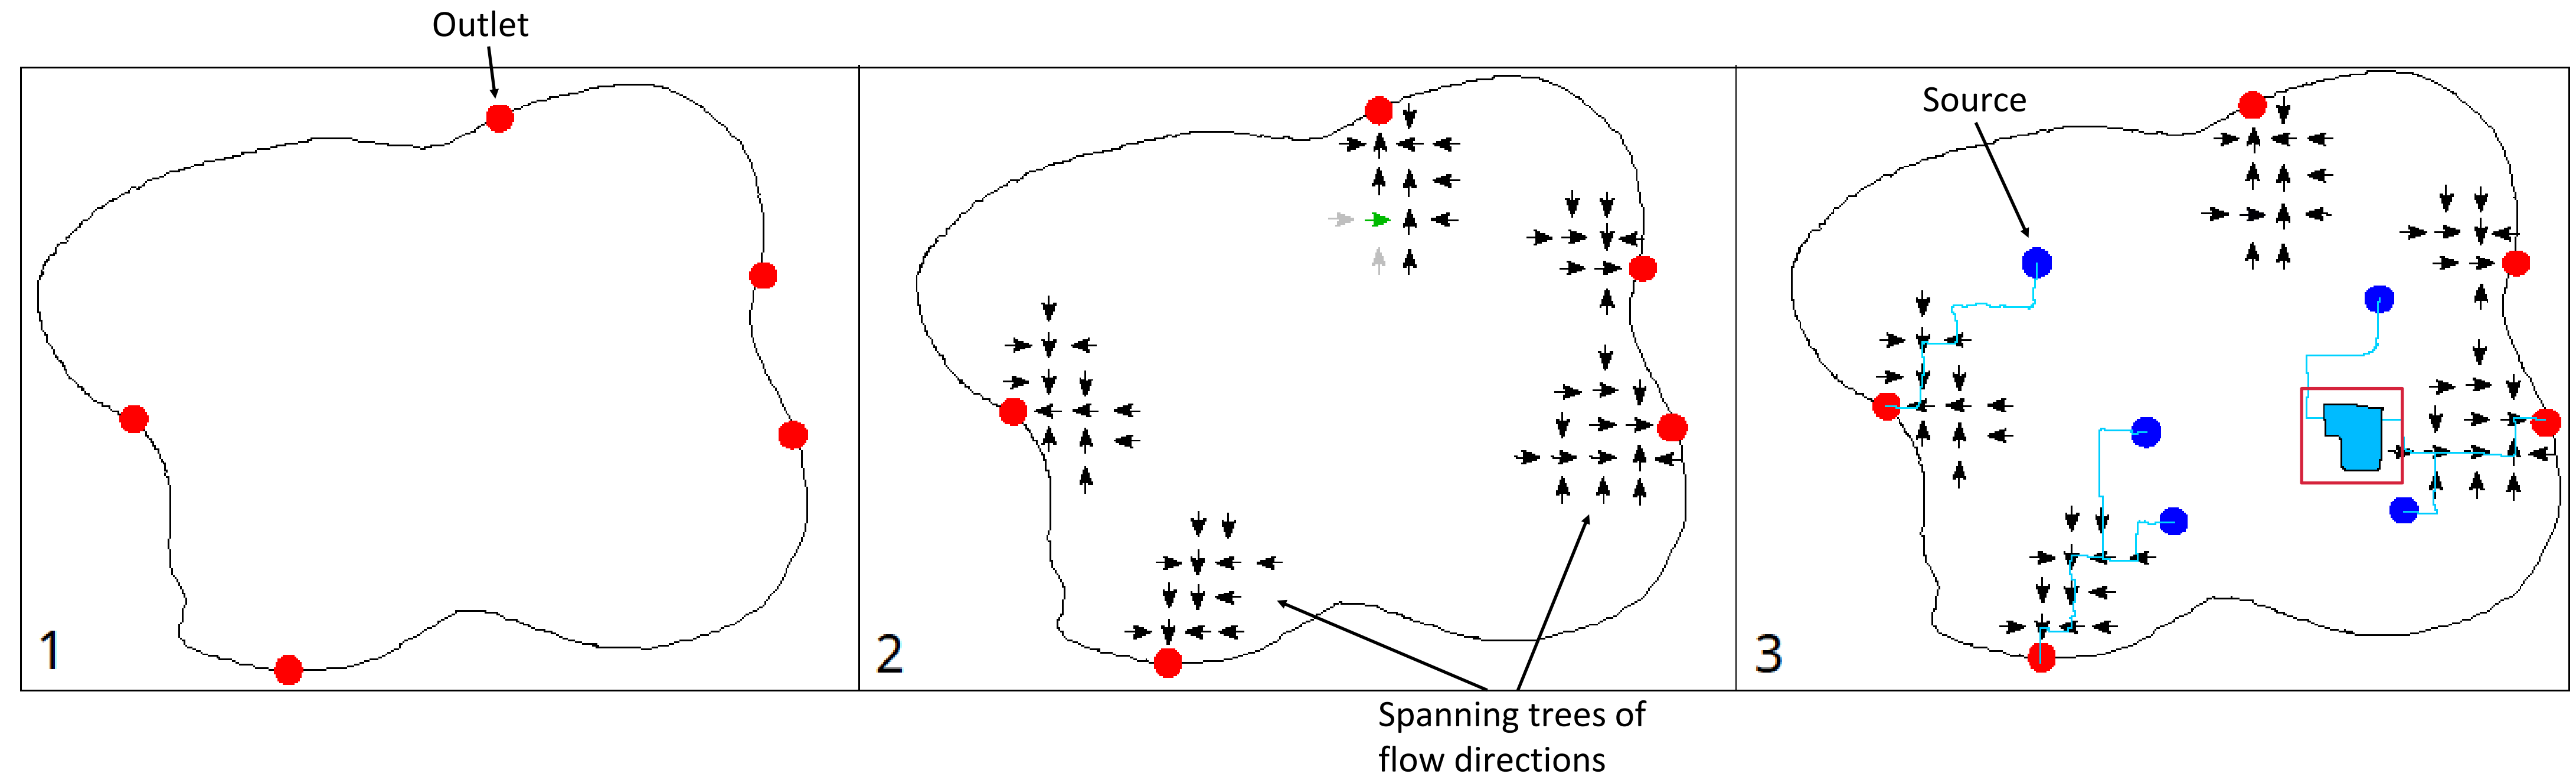 Outlet
Source
1
2
3
Spanning trees of
flow directions